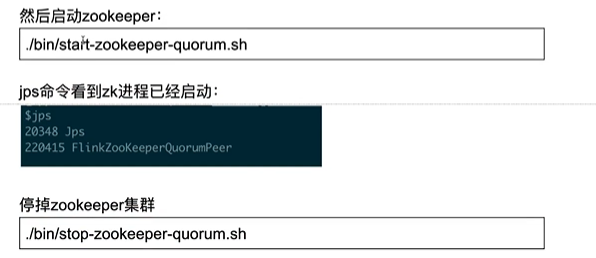 然后启动zookeeper：
./bin/start-zookeeper-quorum.sh
jps命令看到zk进程已经启动：
$jps
20348 Jps
220415 FlinkZooKeeperQuorumPeer
停掉zookeeper集群
./bin/stop-zookeeper-quorum.sh